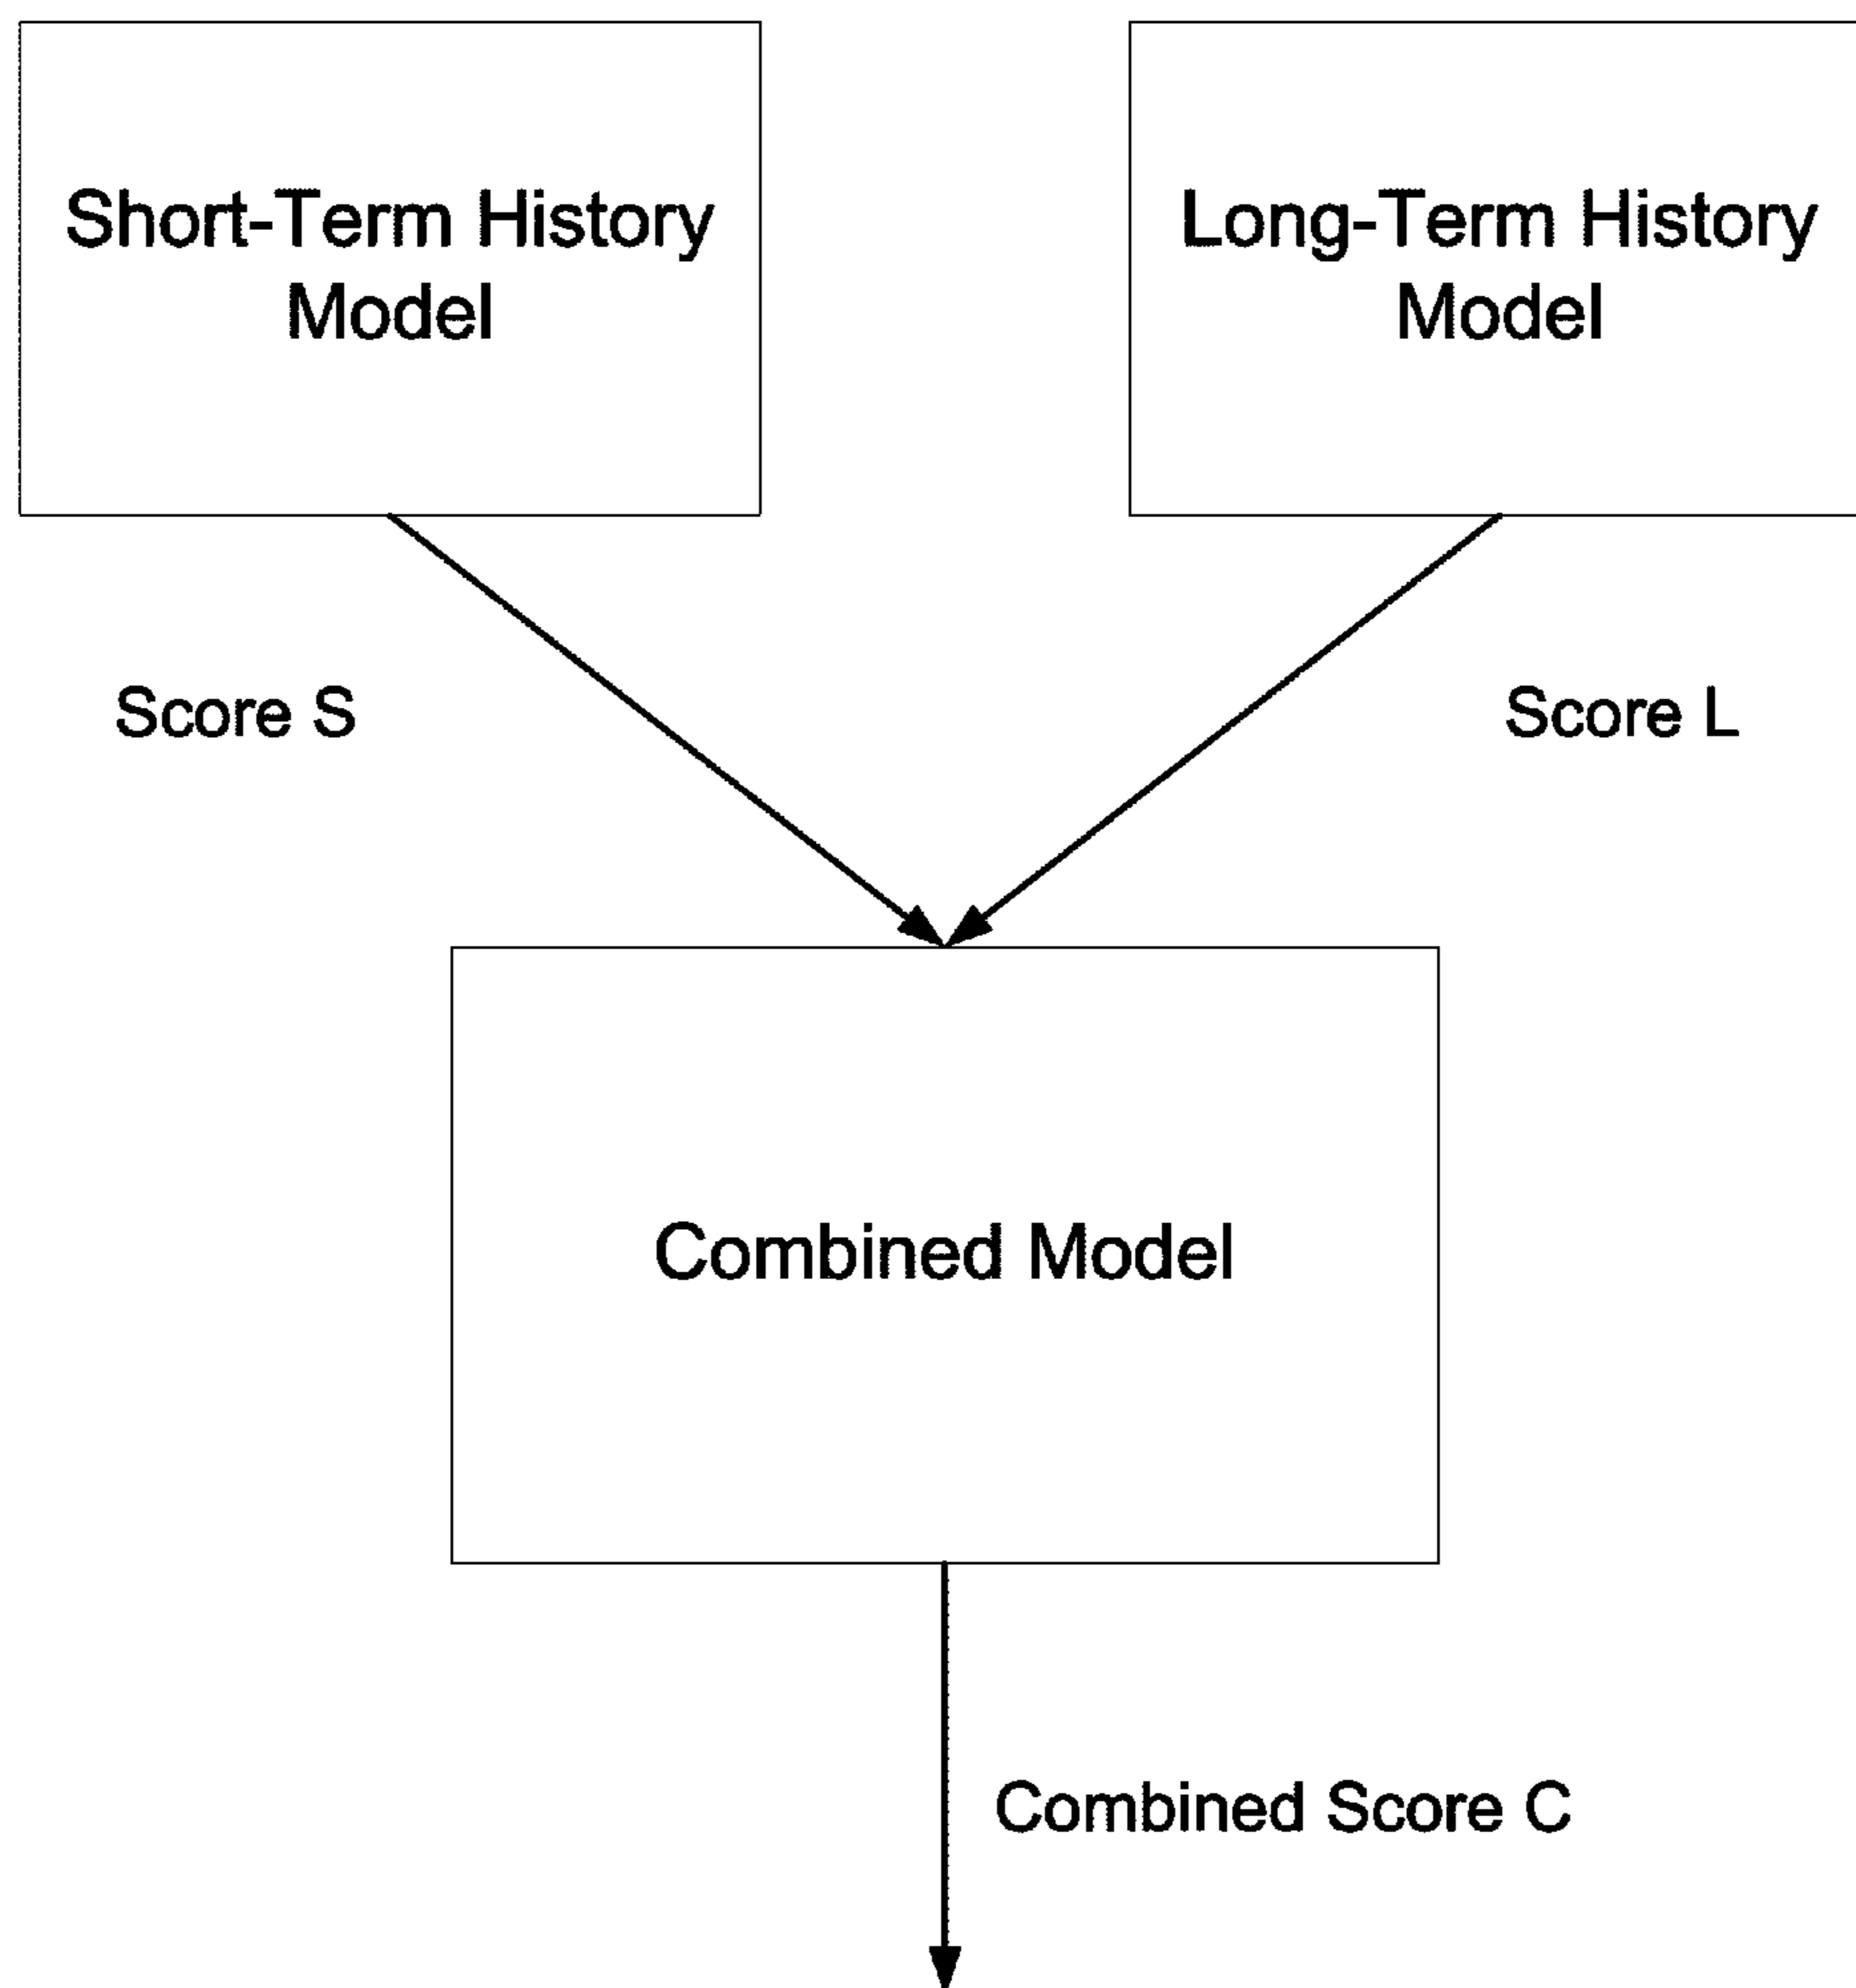 Short-Term History
Model
Long-Term History
Model
Score S
Score L
Combined Model
Combined Score C